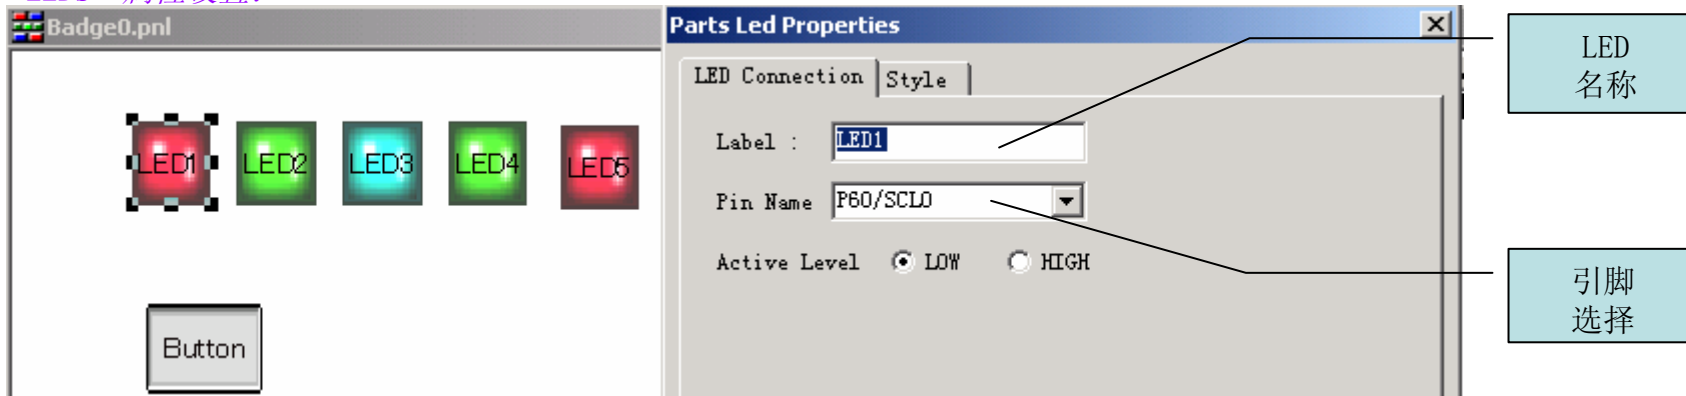 Badge0.pnl
Parts Led Properties
LED Connection
Style
LED
名称
Label :
LED1
LED1
LED2
LED3
LED4
LED5
Pin Name
P60/SCL0
Active Level
LOW
HIGH
引脚
选择
Button